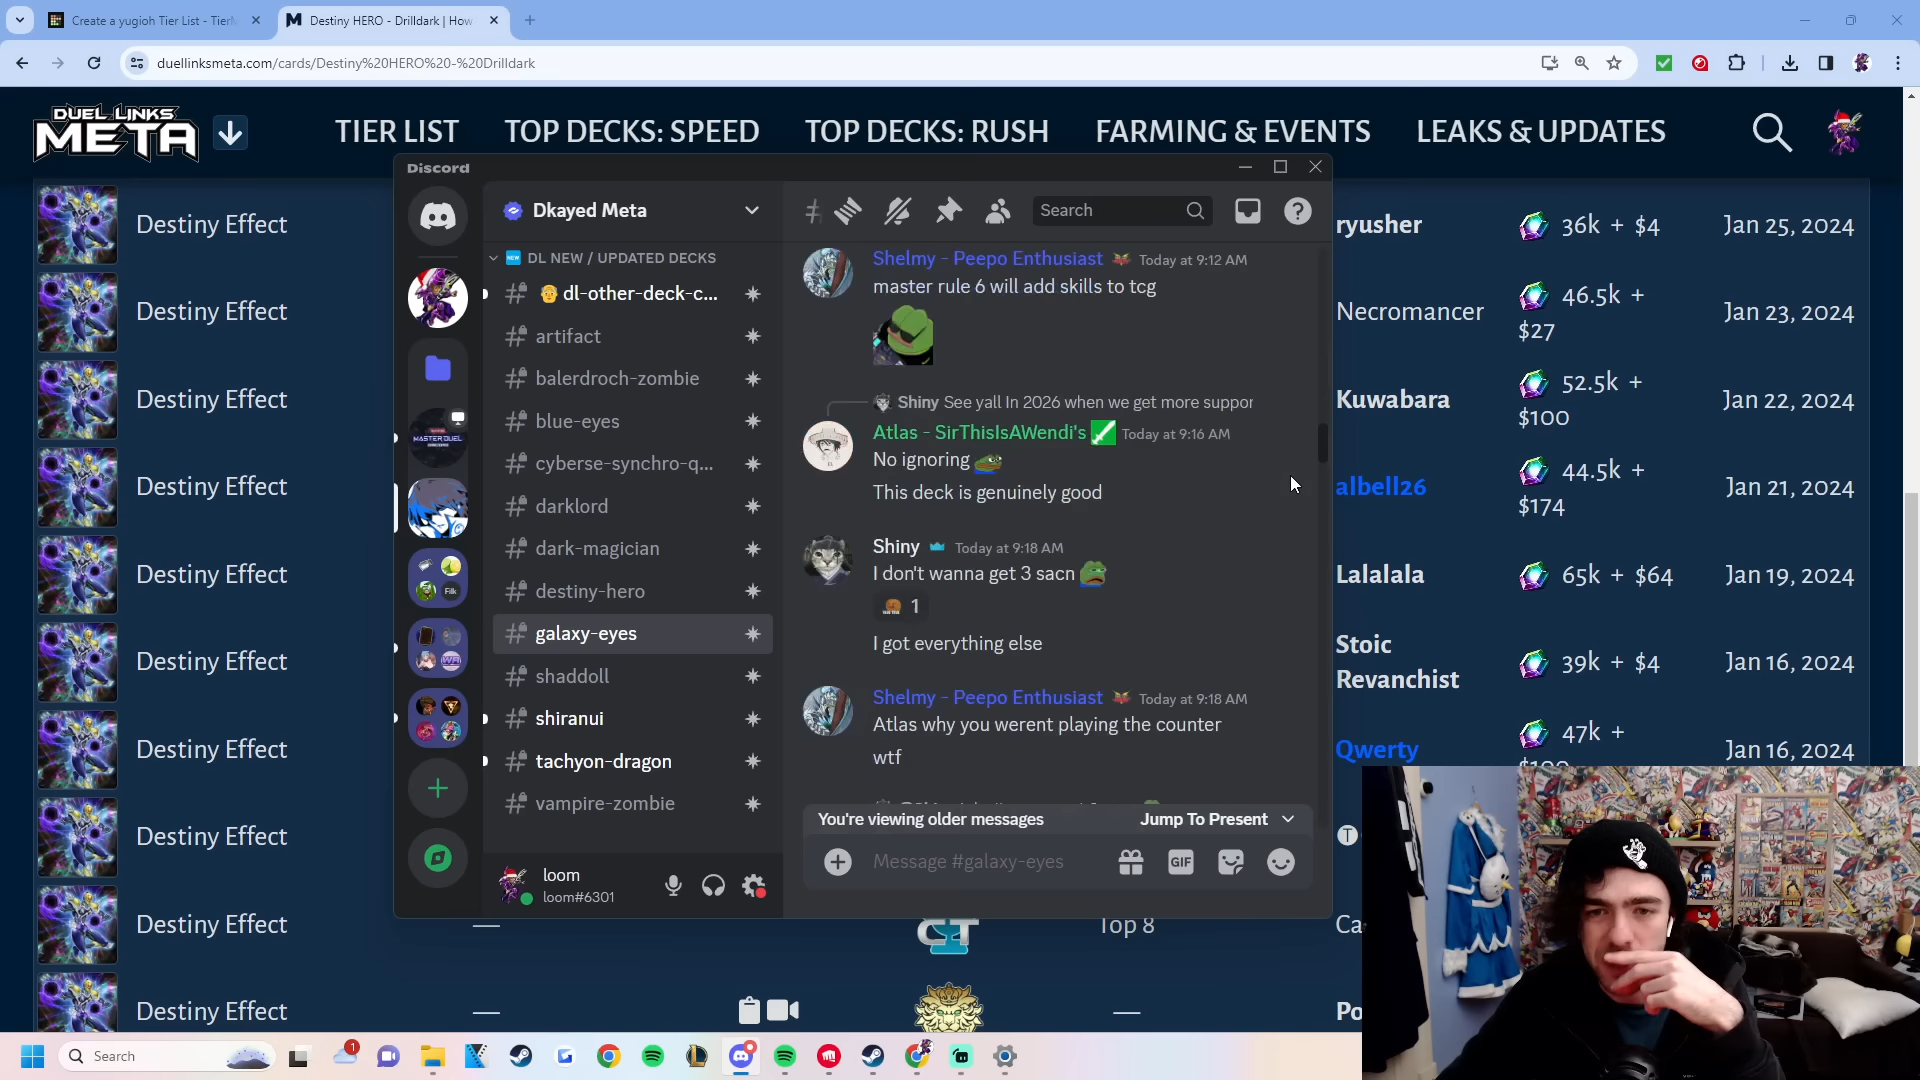 Create a yugioh Tier List - Tier
Destiny HERO - Drilldark | How
duellinksmeta.com/cards/Destiny%20HERO%20-%20Drilldark
DUEL LINKS
META
TIER LIST
TOP DECKS: SPEED
TOP DECKS: RUSH
FARMING & EVENTS
LEAKS & UPDATES
Discord
Dkayed Meta
Search
NEW DL NEW / UPDATED DECKS
dl-other-deck-c...
artifact
balerdroch-zombie
blue-eyes
cyberse-synchro-q...
darklord
dark-magician
destiny-hero
galaxy-eyes
shaddoll
shiranui
tachyon-dragon
vampire-zombie
MASTER DUEL
Filk
loom
loom#6301
Shelmy - Peepo Enthusiast Today at 9:12 AM
master rule 6 will add skills to tcg
Shiny See yall In 2026 when we get more suppor
Atlas - SirThisIsAWendi's Today at 9:16 AM
No ignoring
This deck is genuinely good
Shiny Today at 9:18 AM
I don't wanna get 3 sacn
1
I got everything else
Shelmy - Peepo Enthusiast Today at 9:18 AM
Atlas why you werent playing the counter
wtf
You're viewing older messages
Jump To Present
Message #galaxy-eyes
GIF
Destiny Effect
Destiny Effect
Destiny Effect
Destiny Effect
Destiny Effect
Destiny Effect
Destiny Effect
Destiny Effect
Destiny Effect
Destiny Effect
ryusher 36k + $4 Jan 25, 2024
Necromancer 46.5k + $27 Jan 23, 2024
Kuwabara 52.5k + $100 Jan 22, 2024
albell26 44.5k + $174 Jan 21, 2024
Lalalala 65k + $64 Jan 19, 2024
Stoic Revanchist 39k + $4 Jan 16, 2024
Qwerty 47k + Jan 16, 2024
T
— CT Top 8 Ca
— — Po
Search
1